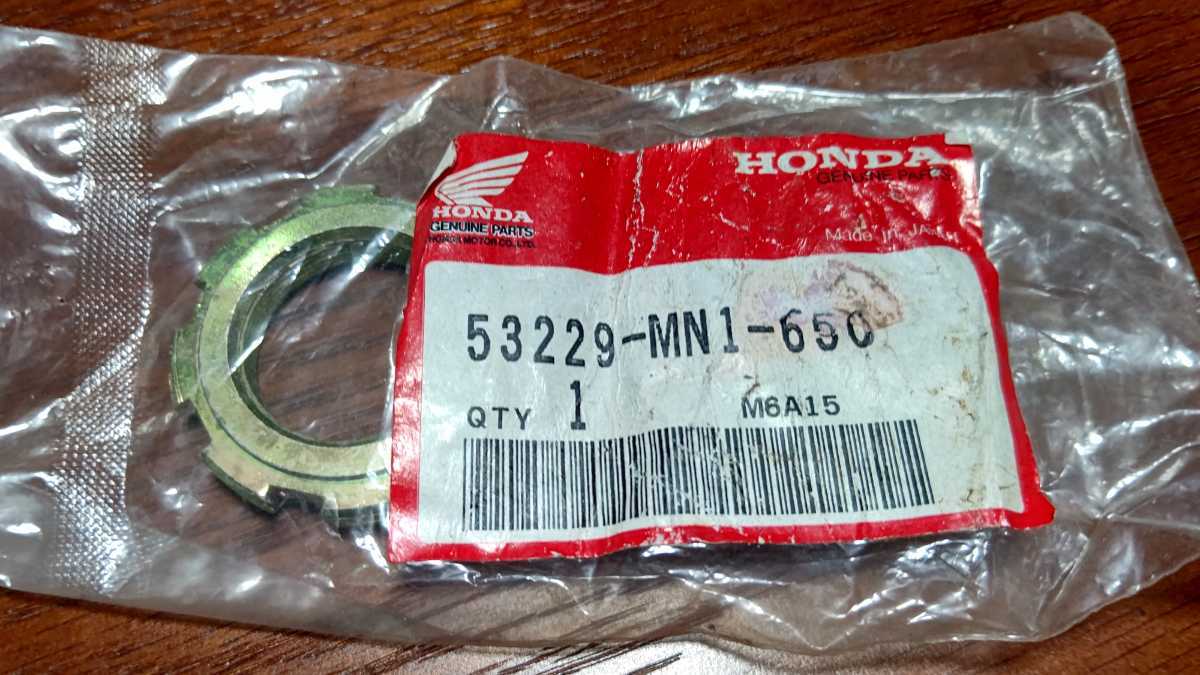 HONDA
GENUINE PARTS
HONDA MOTOR CO., LTD.
HONDA
GENUINE PARTS
Made in JAPAN
53229-MN1-650
QTY 1 M6A15